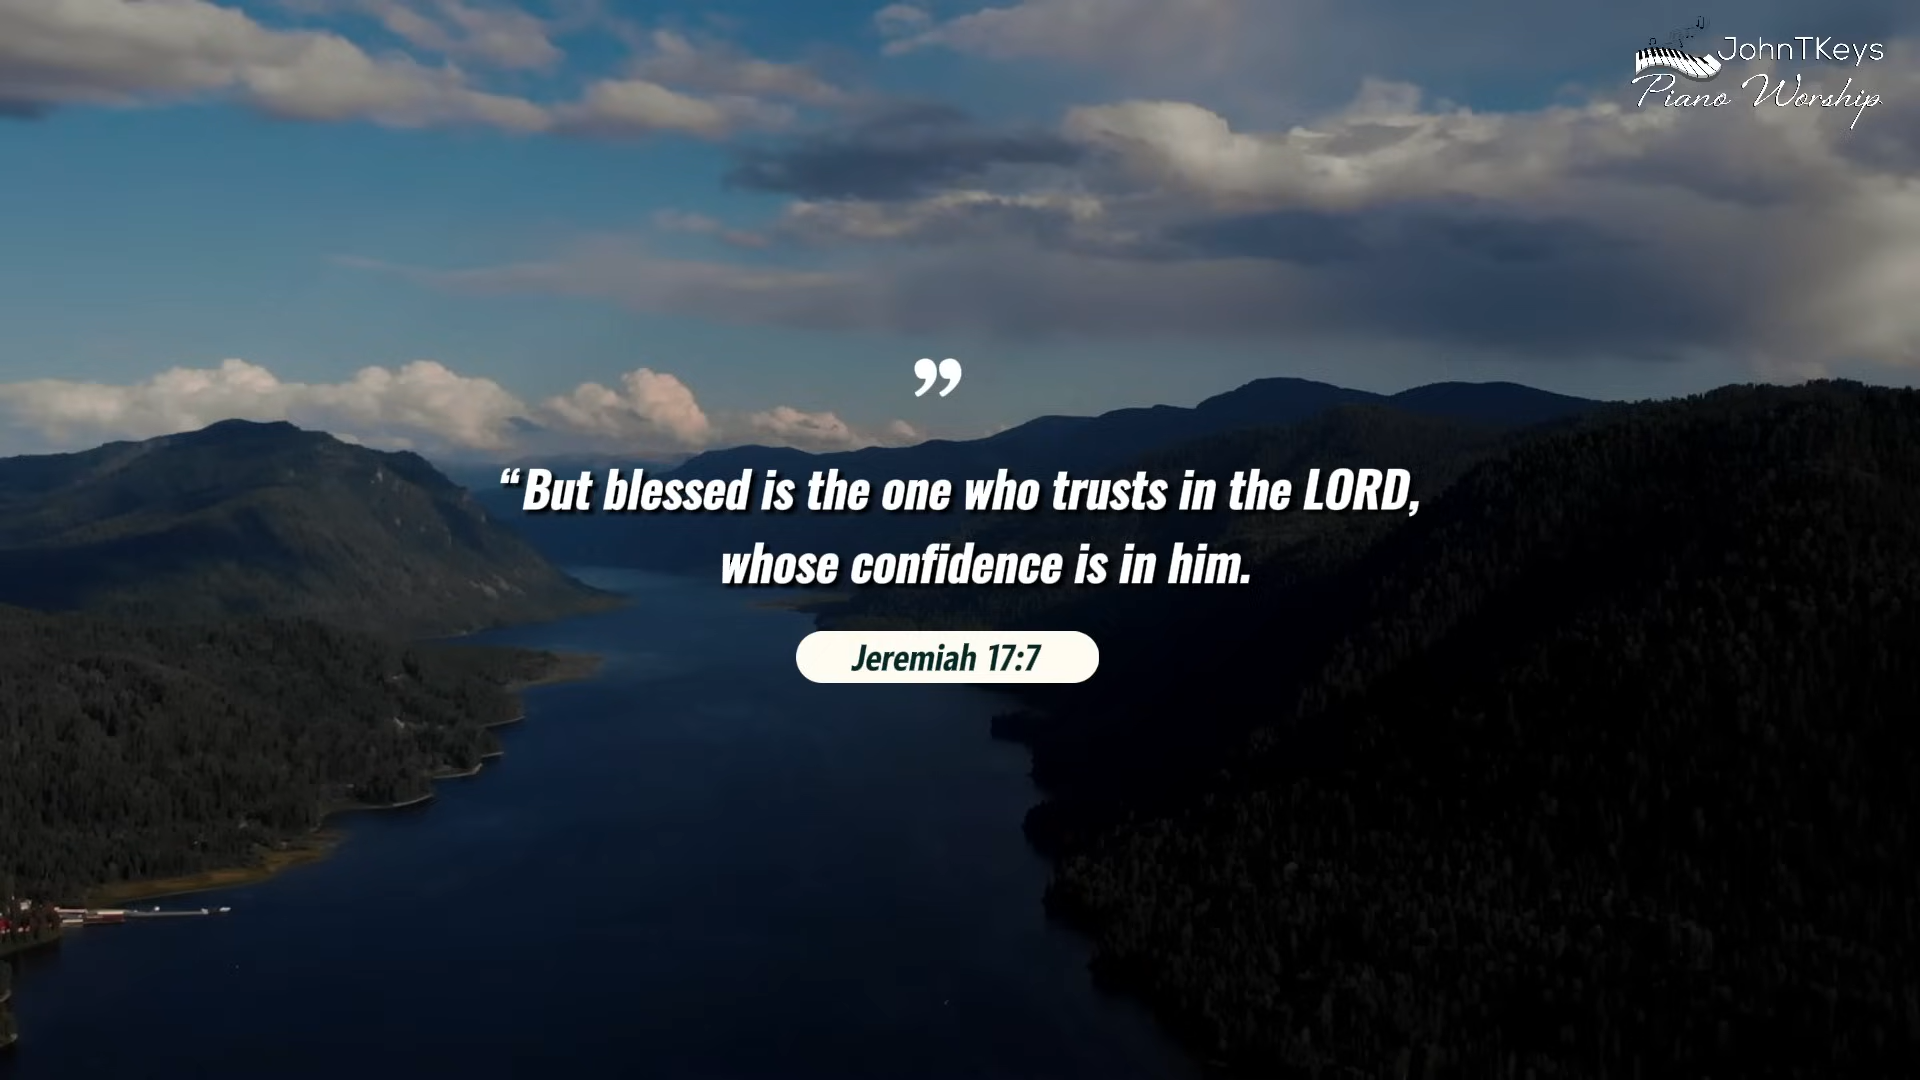 JohnTKeys
Piano Worship
”
“But blessed is the one who trusts in the LORD,
whose confidence is in him.
Jeremiah 17:7